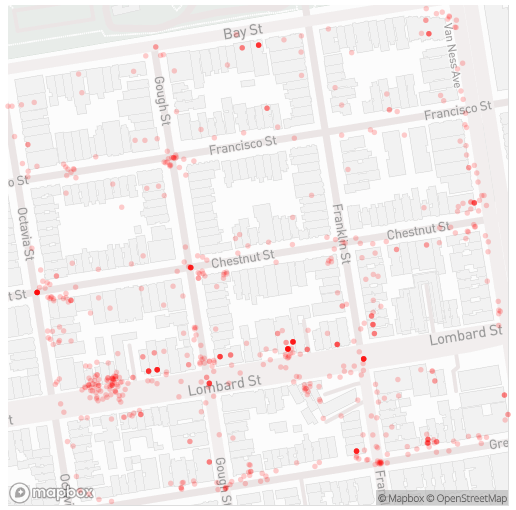 Bay St
Van Ness Ave
Gough St
Francisco St
Francisco St
o St
Octavia St
Franklin St
Chestnut St
Chestnut St
t St
Lombard St
Lombard St
t
Gre
Octavi
Gough St
Fra
mapbox
© Mapbox © OpenStreetMap